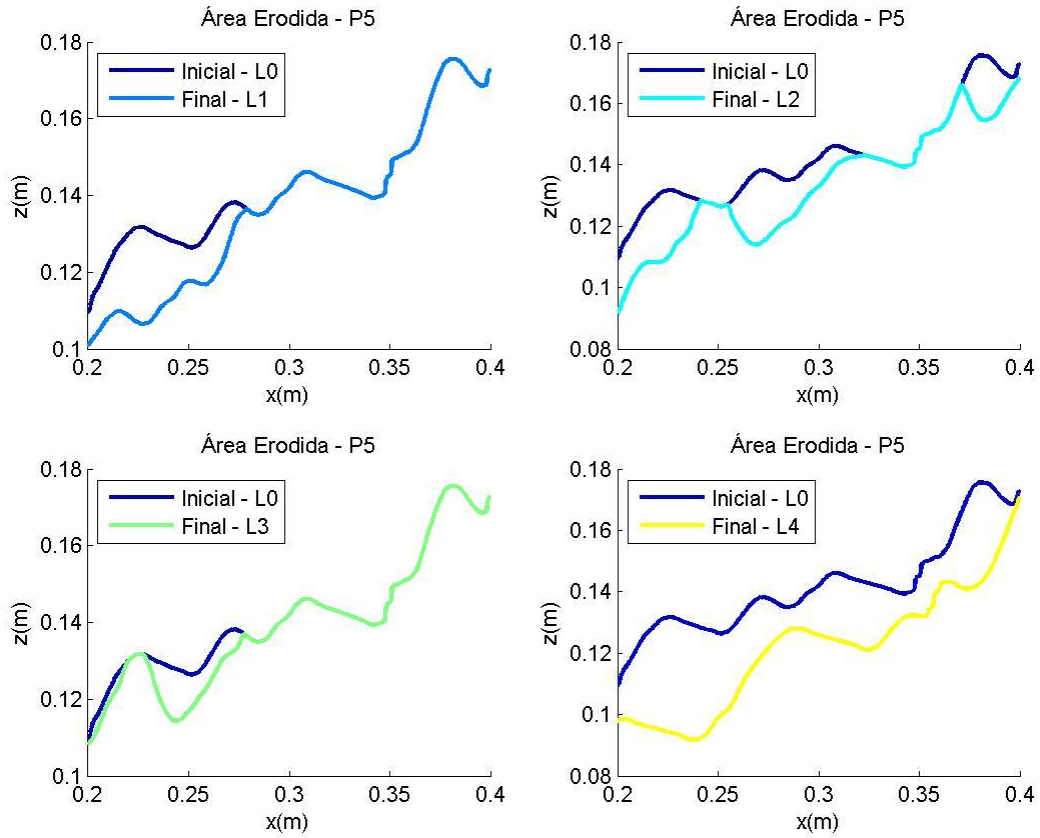 Área Erodida - P5
0.18
0.16
0.14
0.12
0.1
z(m)
Inicial - L0
Final - L1
0.2
0.25
0.3
0.35
0.4
x(m)
Área Erodida - P5
0.18
0.16
0.14
0.12
0.1
0.08
z(m)
Inicial - L0
Final - L2
0.2
0.25
0.3
0.35
0.4
x(m)
Área Erodida - P5
0.18
0.16
0.14
0.12
0.1
z(m)
Inicial - L0
Final - L3
0.2
0.25
0.3
0.35
0.4
x(m)
Área Erodida - P5
0.18
0.16
0.14
0.12
0.1
0.08
z(m)
Inicial - L0
Final - L4
0.2
0.25
0.3
0.35
0.4
x(m)